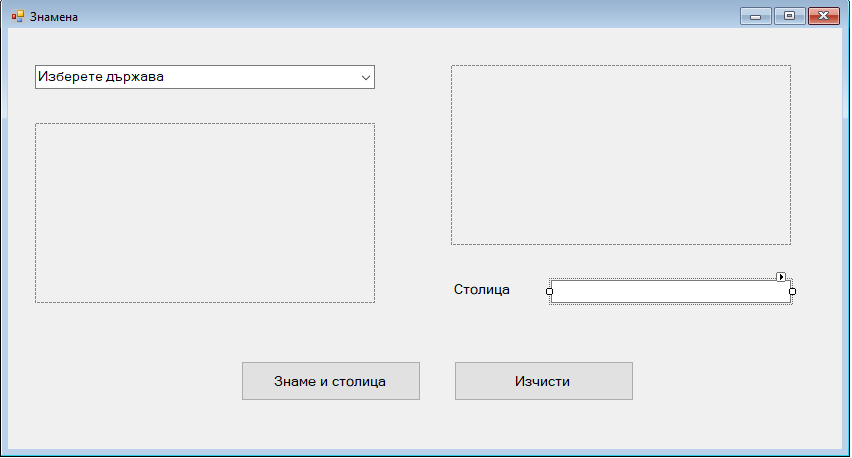 Знамена
Изберете държава
Столица
Знаме и столица
Изчисти